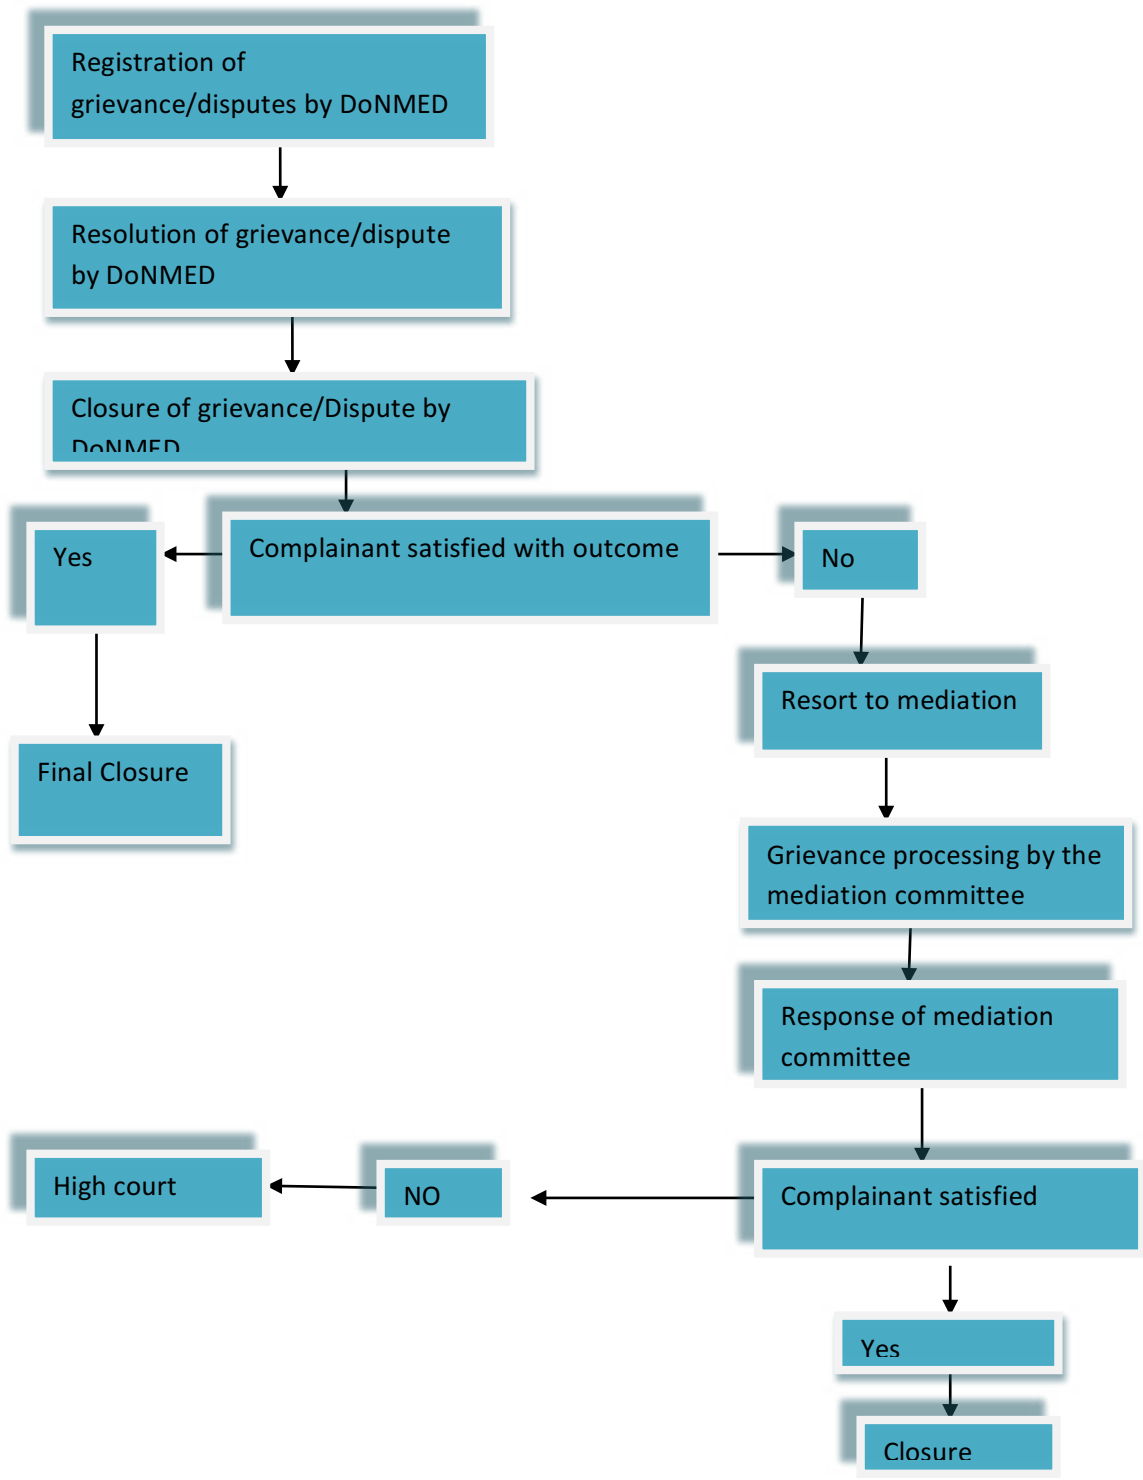 Registration of
grievance/disputes by DoNMED
Resolution of grievance/dispute
by DoNMED
Closure of grievance/Dispute by
DoNMED
Yes
Complainant satisfied with outcome
No
Resort to mediation
Final Closure
Grievance processing by the
mediation committee
Response of mediation
committee
High court
NO
Complainant satisfied
Yes
Closure